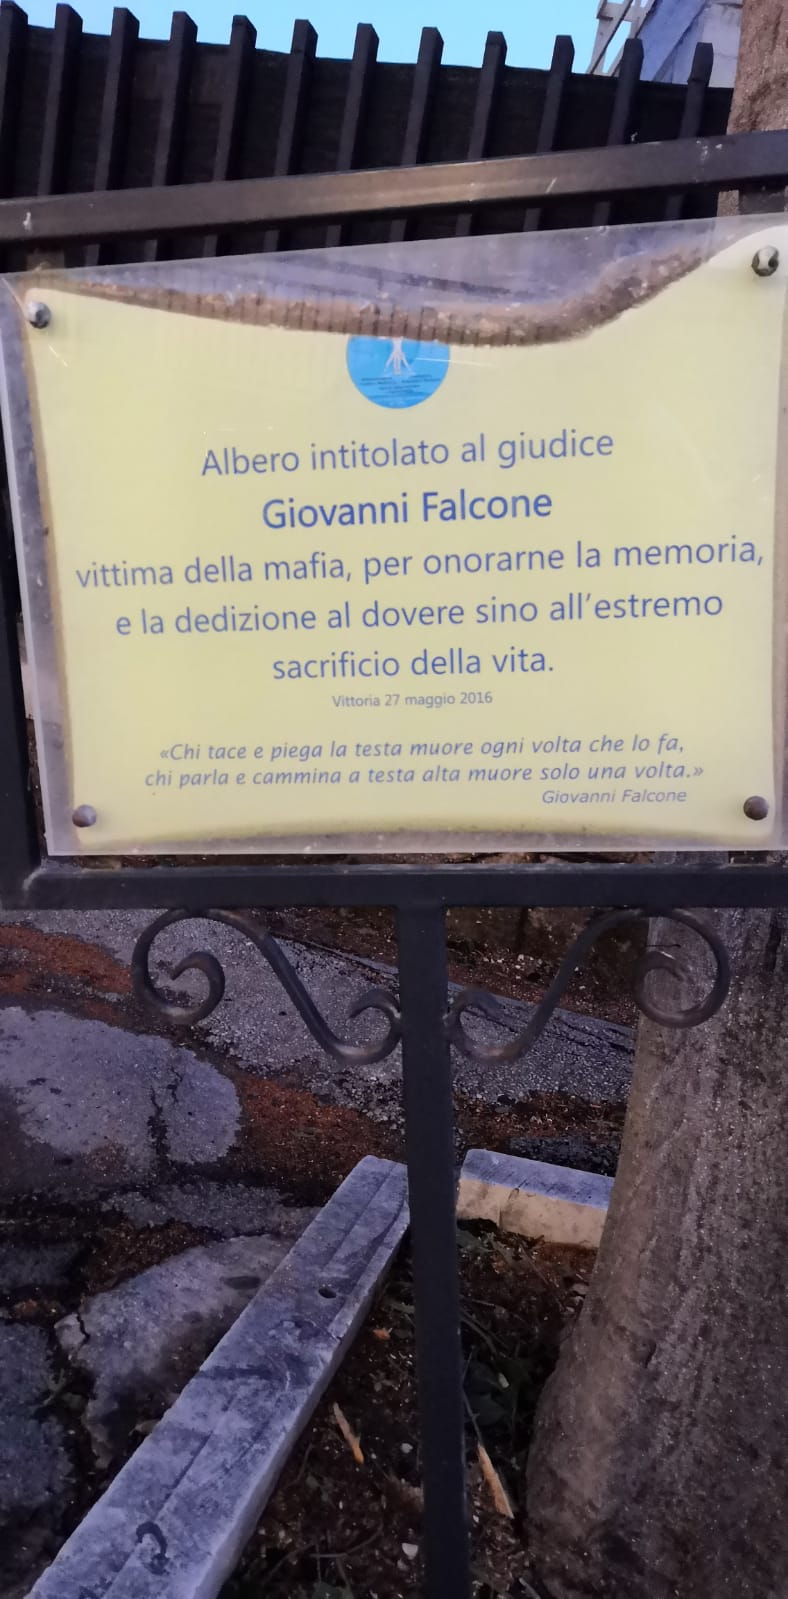 Albero intitolato al giudice
Giovanni Falcone
vittima della mafia, per onorarne la memoria,
e la dedizione al dovere sino all'estremo
sacrificio della vita.
Vittoria 27 maggio 2016
«Chi tace e piega la testa muore ogni volta che lo fa,
chi parla e cammina a testa alta muore solo una volta.»
Giovanni Falcone